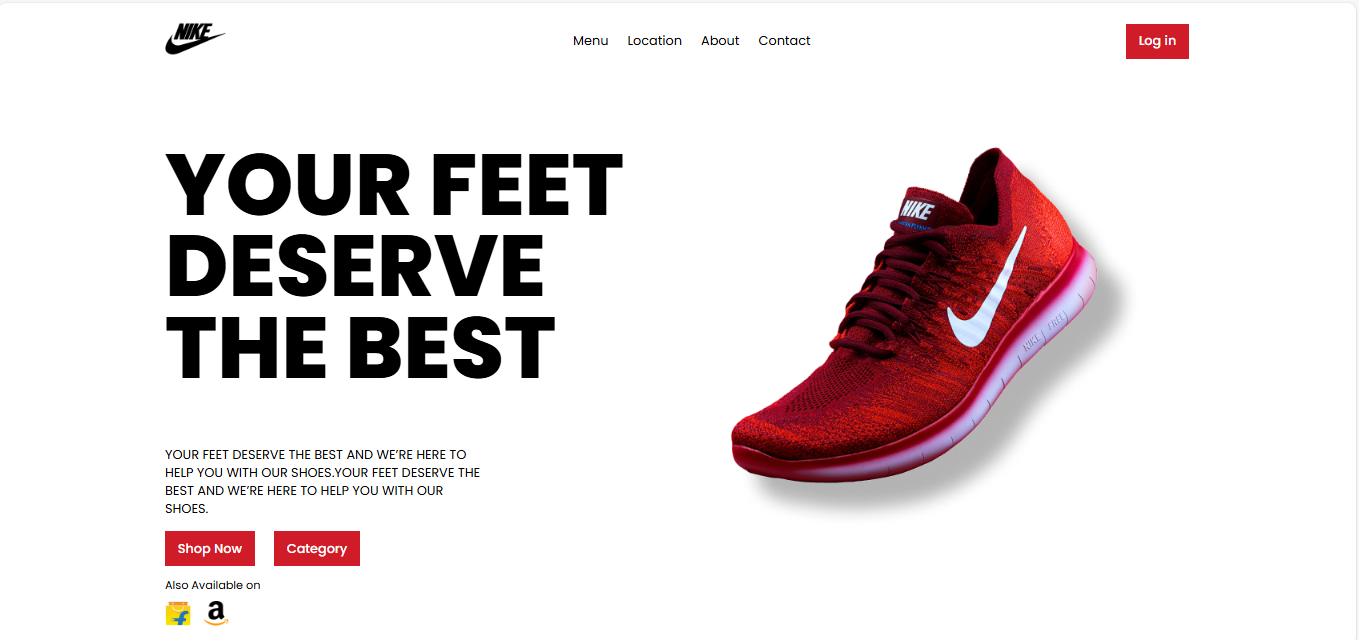 NIKE
Menu Location About Contact
Log in
YOUR FEET
DESERVE
THE BEST
NIKE
NIKE FREE
YOUR FEET DESERVE THE BEST AND WE’RE HERE TO
HELP YOU WITH OUR SHOES.YOUR FEET DESERVE THE
BEST AND WE’RE HERE TO HELP YOU WITH OUR
SHOES.
Shop Now Category
Also Available on
f a